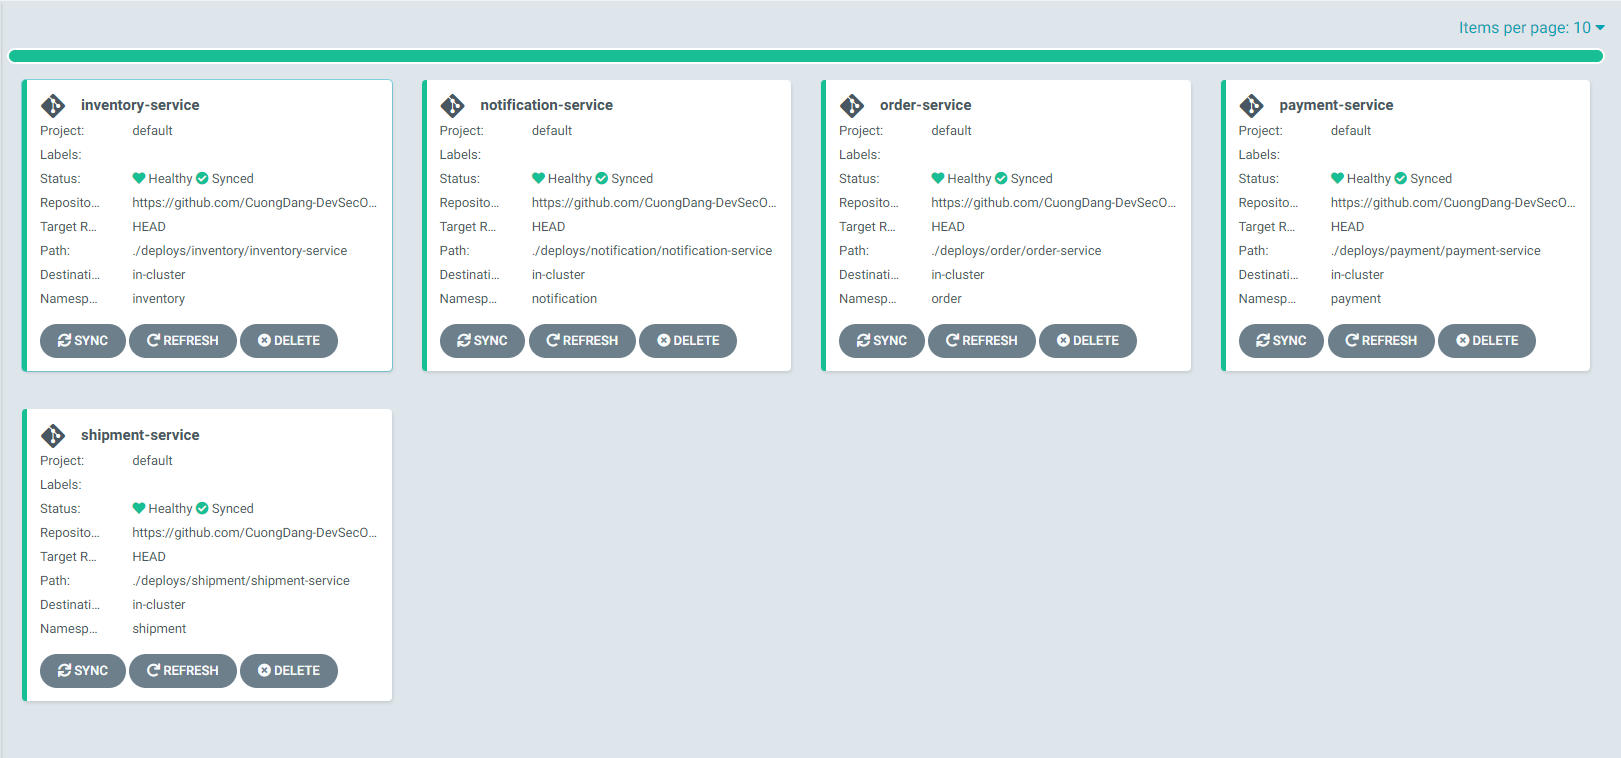 Items per page: 10
inventory-service
Project: default
Labels:
Status: Healthy Synced
Reposito... https://github.com/CuongDang-DevSecO...
Target R... HEAD
Path: ./deploys/inventory/inventory-service
Destinati... in-cluster
Namesp... inventory
SYNC REFRESH DELETE
notification-service
Project: default
Labels:
Status: Healthy Synced
Reposito... https://github.com/CuongDang-DevSecO...
Target R... HEAD
Path: ./deploys/notification/notification-service
Destinati... in-cluster
Namesp... notification
SYNC REFRESH DELETE
order-service
Project: default
Labels:
Status: Healthy Synced
Reposito... https://github.com/CuongDang-DevSecO...
Target R... HEAD
Path: ./deploys/order/order-service
Destinati... in-cluster
Namesp... order
SYNC REFRESH DELETE
payment-service
Project: default
Labels:
Status: Healthy Synced
Reposito... https://github.com/CuongDang-DevSecO...
Target R... HEAD
Path: ./deploys/payment/payment-service
Destinati... in-cluster
Namesp... payment
SYNC REFRESH DELETE
shipment-service
Project: default
Labels:
Status: Healthy Synced
Reposito... https://github.com/CuongDang-DevSecO...
Target R... HEAD
Path: ./deploys/shipment/shipment-service
Destinati... in-cluster
Namesp... shipment
SYNC REFRESH DELETE